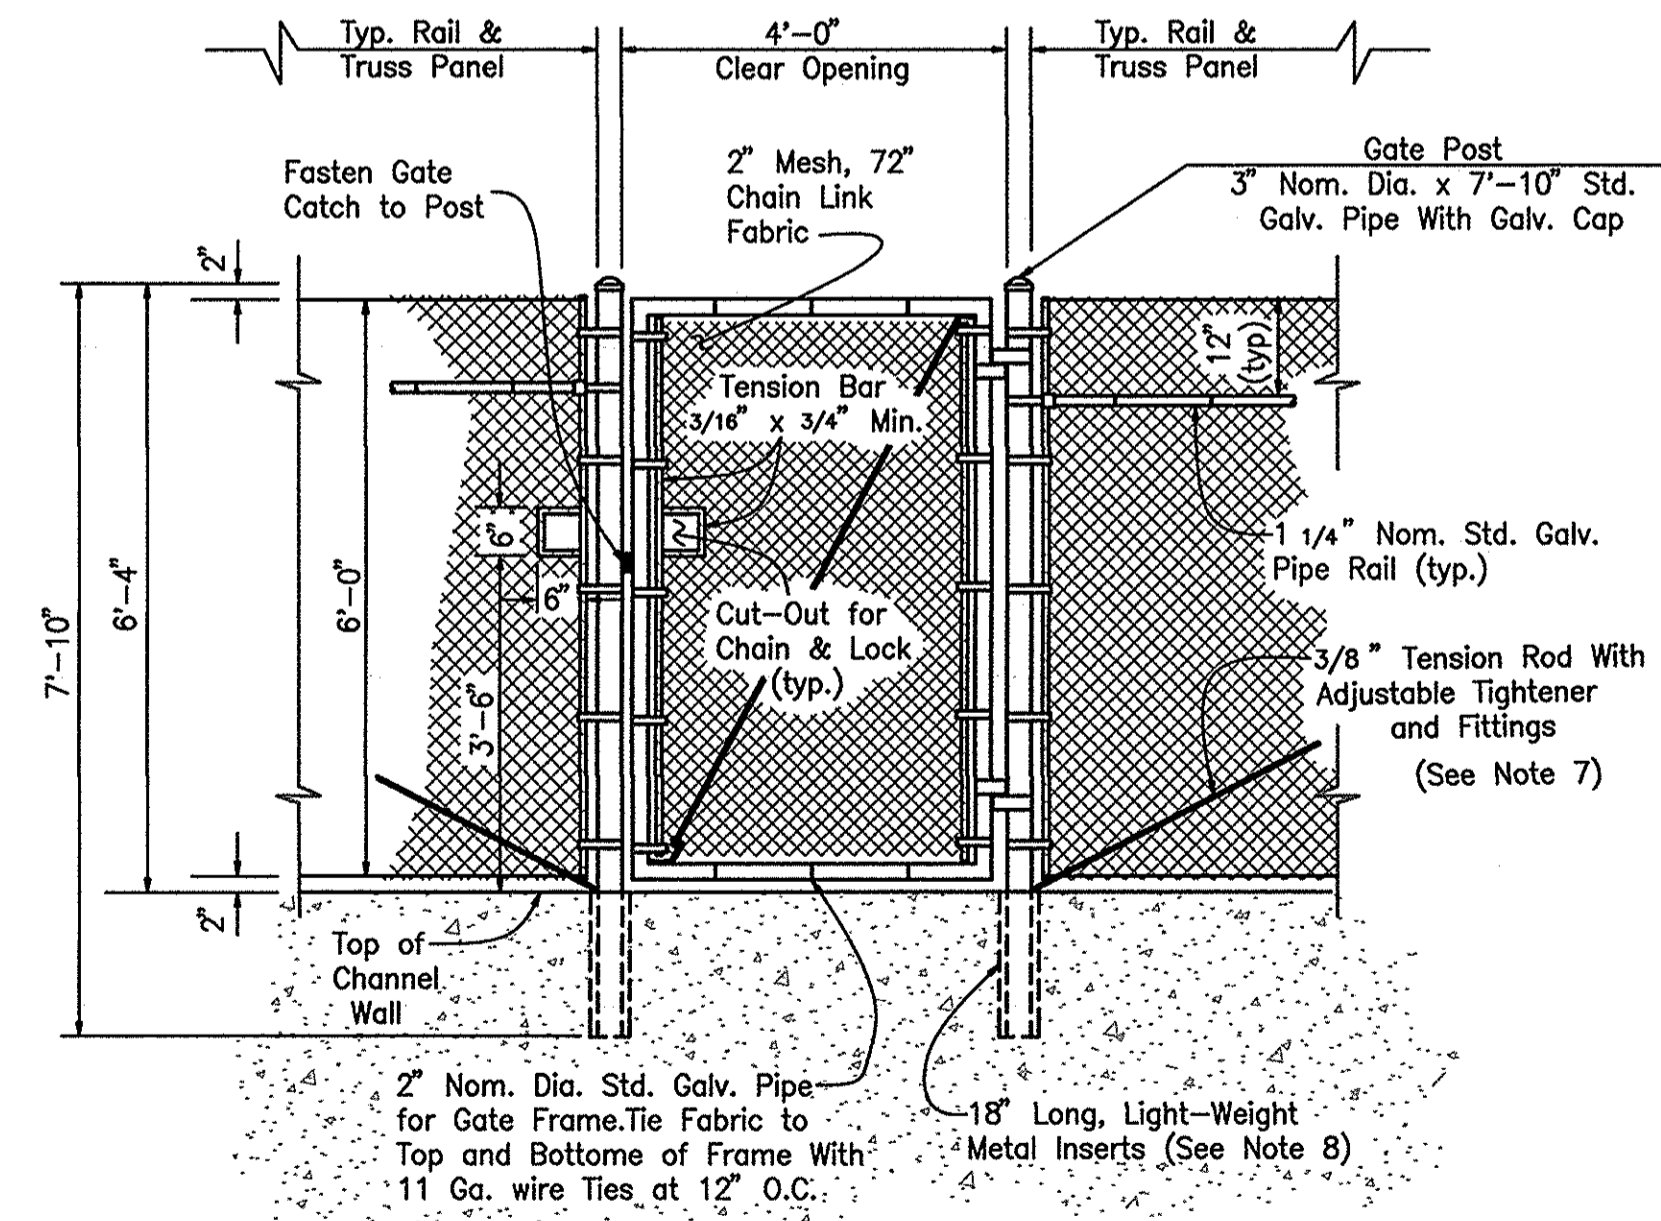 Typ. Rail &
Truss Panel
4'-0"
Clear Opening
Typ. Rail &
Truss Panel
Gate Post
3" Nom. Dia. x 7'-10" Std.
Galv. Pipe With Galv. Cap
Fasten Gate
Catch to Post
2" Mesh, 72"
Chain Link
Fabric
2"
12"
(typ)
Tension Bar
3/16" x 3/4" Min.
6"
6"
1 1/4" Nom. Std. Galv.
Pipe Rail (typ.)
7'-10"
6'-4"
6'-0"
3'-6"
Cut-Out for
Chain & Lock
(typ.)
3/8" Tension Rod With
Adjustable Tightener
and Fittings
(See Note 7)
2"
Top of
Channel
Wall
2" Nom. Dia. Std. Galv. Pipe
for Gate Frame.Tie Fabric to
Top and Bottome of Frame With
11 Ga. wire Ties at 12" O.C.
18" Long, Light-Weight
Metal Inserts (See Note 8)